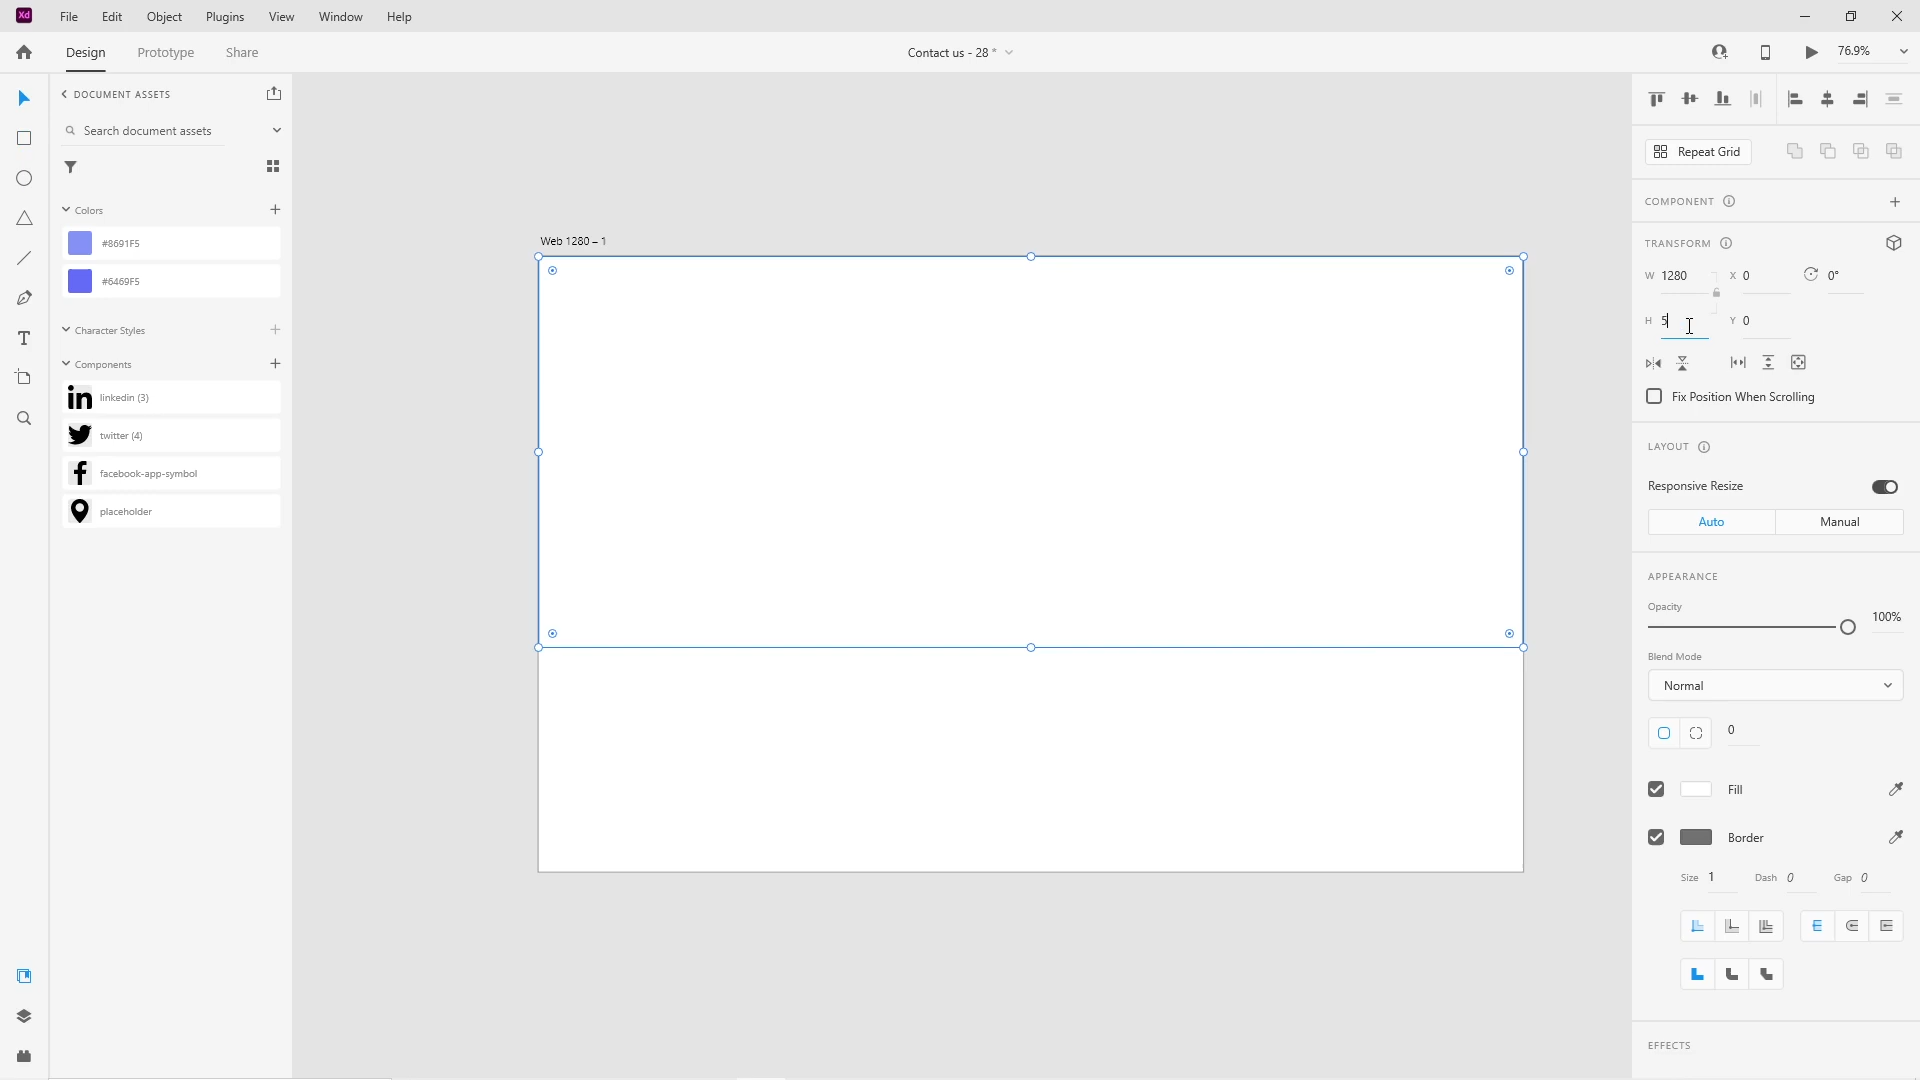 Xd File Edit Object Plugins View Window Help
Design Prototype Share Contact us - 28 * 76.9%
DOCUMENT ASSETS
Search document assets
Colors
#8691F5
#6469F5
Character Styles
Components
in linkedin (3)
twitter (4)
f facebook-app-symbol
placeholder
Web 1280 – 1
Repeat Grid
COMPONENT
TRANSFORM
W 1280 X 0 0°
H 5 Y 0
Fix Position When Scrolling
LAYOUT
Responsive Resize
Auto Manual
APPEARANCE
Opacity
100%
Blend Mode
Normal
0
Fill
Border
Size 1 Dash 0 Gap 0
EFFECTS